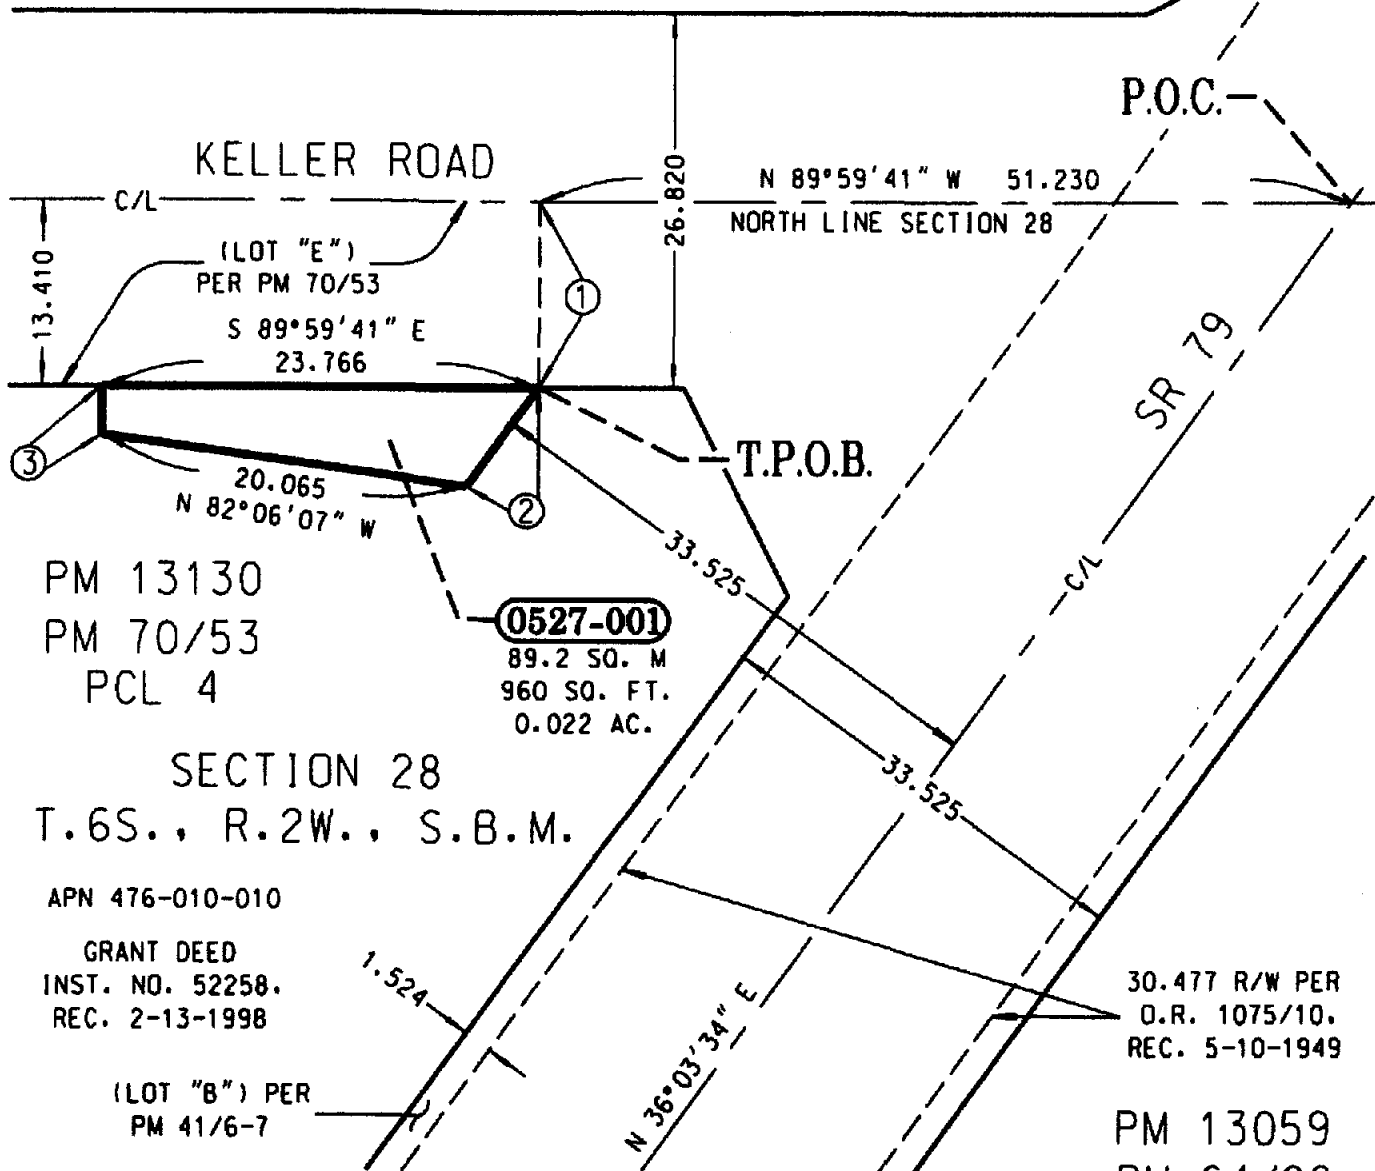 P.O.C.
KELLER ROAD
N 89°59'41" W 51.230
C/L
NORTH LINE SECTION 28
26.820
13.410
(LOT "E")
PER PM 70/53
1
S 89°59'41" E
23.766
SR 79
3
T.P.O.B.
20.065
N 82°06'07" W
2
33.525
C/L
PM 13130
PM 70/53
PCL 4
0527-001
89.2 SQ. M
960 SQ. FT.
0.022 AC.
33.525
SECTION 28
T.6S., R.2W., S.B.M.
APN 476-010-010
GRANT DEED
INST. NO. 52258.
REC. 2-13-1998
1.524
30.477 R/W PER
O.R. 1075/10.
REC. 5-10-1949
N 36°03'34" E
(LOT "B") PER
PM 41/6-7
PM 13059